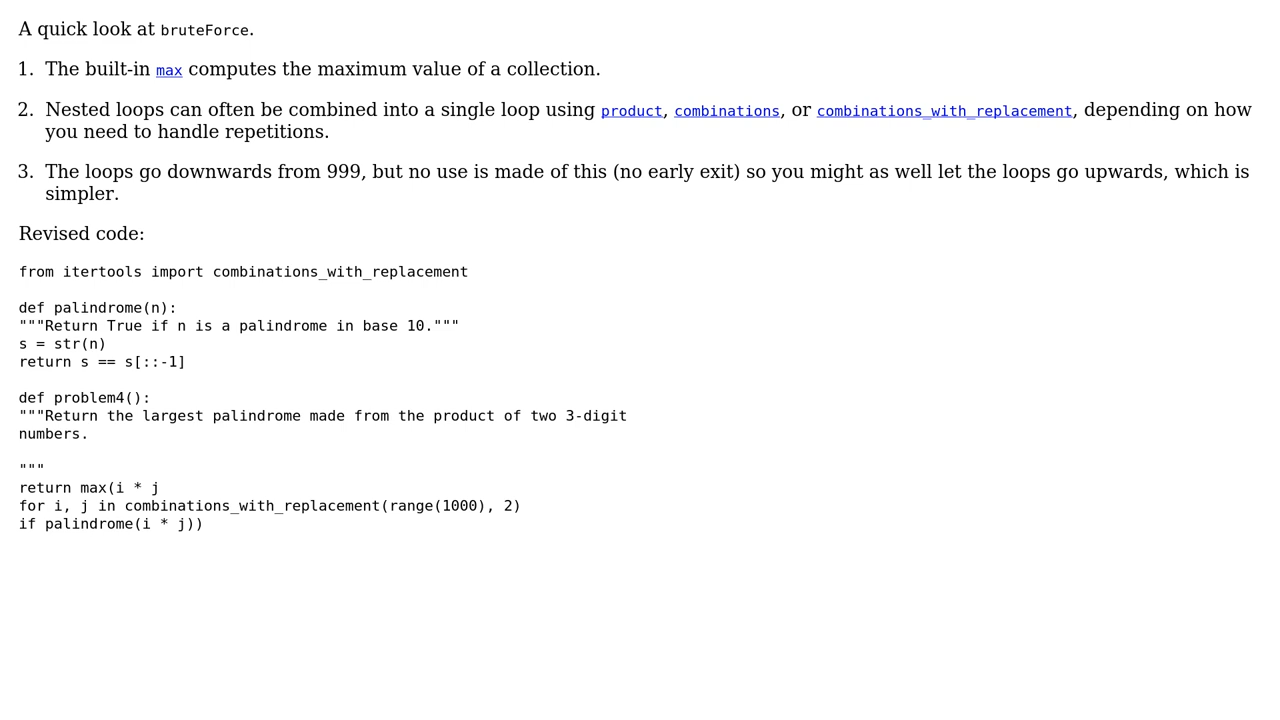 A quick look at bruteForce.
1. The built-in max computes the maximum value of a collection.
2. Nested loops can often be combined into a single loop using product, combinations, or combinations_with_replacement, depending on how
you need to handle repetitions.
3. The loops go downwards from 999, but no use is made of this (no early exit) so you might as well let the loops go upwards, which is
simpler.
Revised code:
from itertools import combinations_with_replacement
def palindrome(n):
"""Return True if n is a palindrome in base 10."""
s = str(n)
return s == s[::-1]
def problem4():
"""Return the largest palindrome made from the product of two 3-digit
numbers.
"""
return max(i * j
for i, j in combinations_with_replacement(range(1000), 2)
if palindrome(i * j))